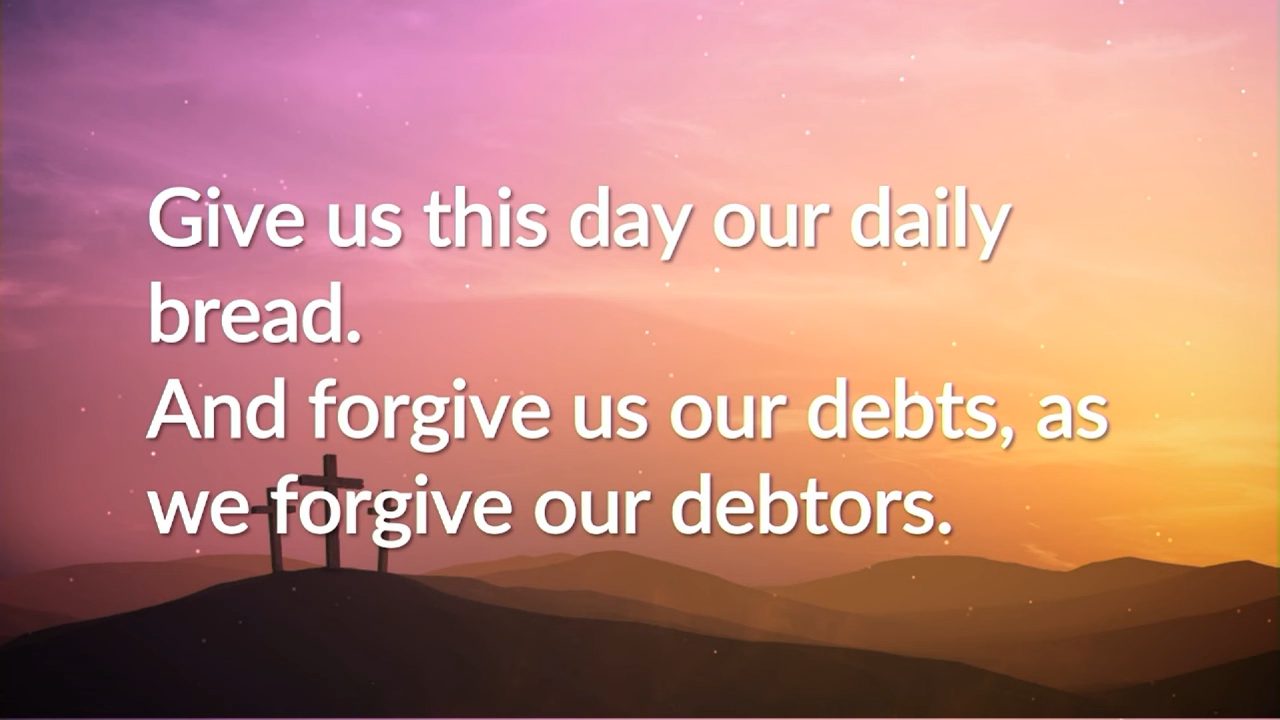 Give us this day our daily
bread.
And forgive us our debts, as
we forgive our debtors.